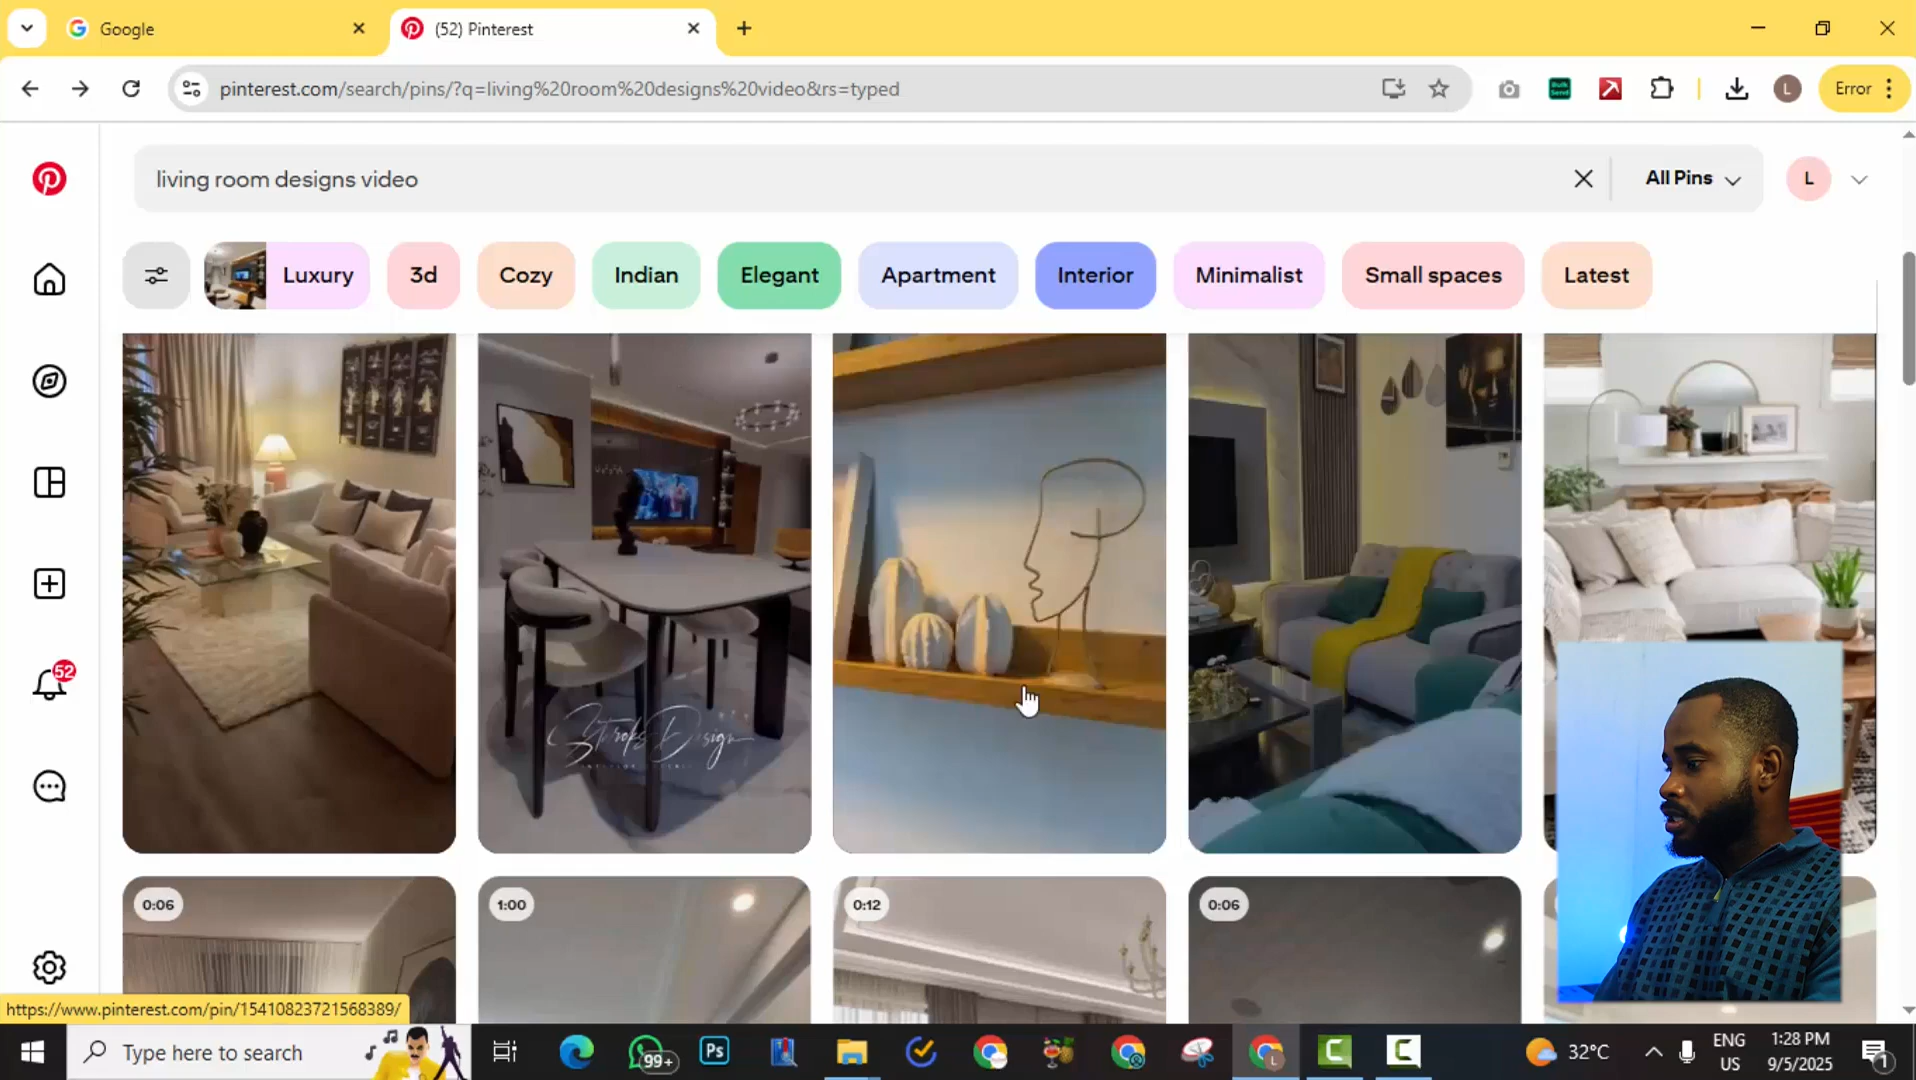 Google
(52) Pinterest
pinterest.com/search/pins/?q=living%20room%20designs%20video&rs=typed
Error
living room designs video
All Pins
L
Luxury
3d
Cozy
Indian
Elegant
Apartment
Interior
Minimalist
Small spaces
Latest
52
0:06
1:00
0:12
0:06
https://www.pinterest.com/pin/15410823721568389/
Type here to search
99+
Ps
32°C
ENG
US
1:28 PM
9/5/2025
1